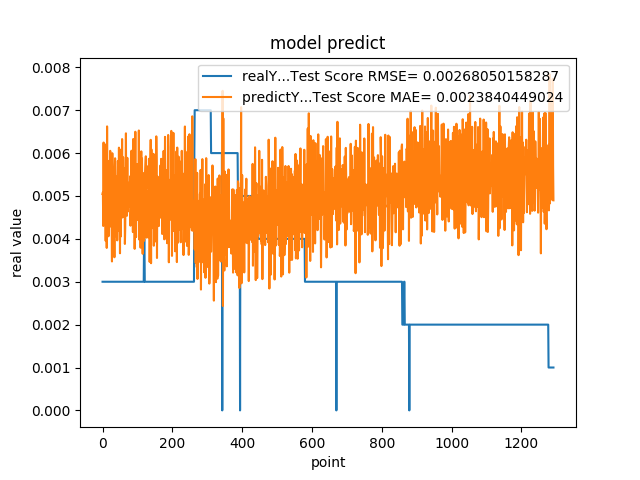 model predict
realY...Test Score RMSE= 0.00268050158287
predictY...Test Score MAE= 0.0023840449024
0.008
0.007
0.006
0.005
0.004
0.003
0.002
0.001
0.000
real value
0 200 400 600 800 1000 1200
point